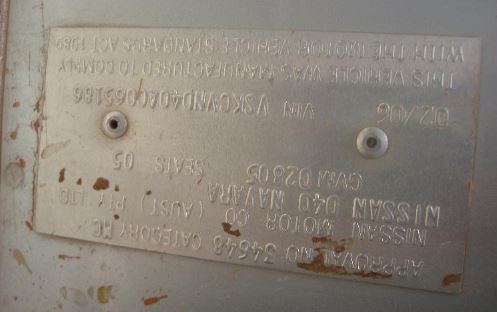 APPROVAL NO 34648 CATEGORY MC
NISSAN MOTOR CO (AUST) PTY LTD
NISSAN D40 NAVARA
GVM 02805 SEATS 05
02/06 VIN VSKCVND40A0065186
THIS VEHICLE WAS MANUFACTURED TO COMPLY
WITH THE MOTOR VEHICLE STANDARDS ACT 1989